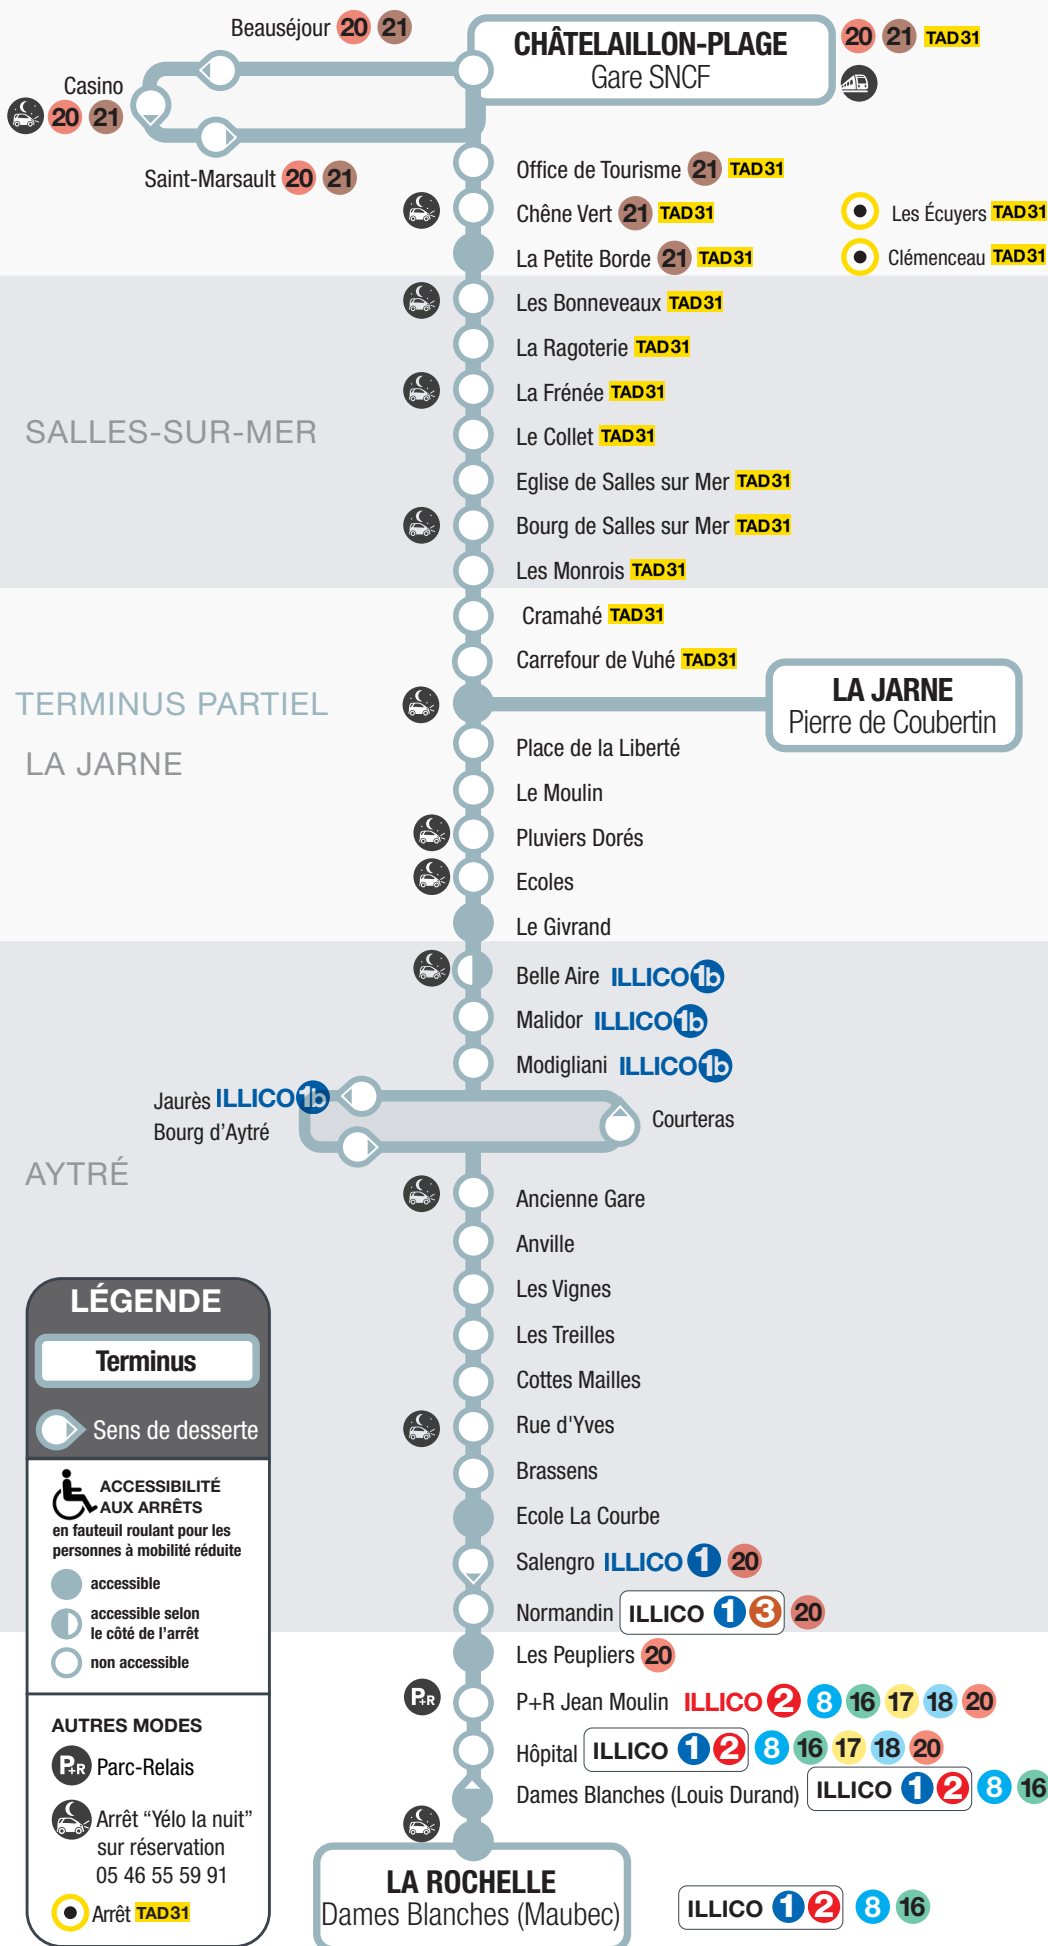 Beauséjour 20 21
CHÂTELAILLON-PLAGE
Gare SNCF
20 21 TAD31
Casino
20 21
Saint-Marsault 20 21
Office de Tourisme 21 TAD31
Chêne Vert 21 TAD31
Les Écuyers TAD31
La Petite Borde 21 TAD31
Clémenceau TAD31
Les Bonneveaux TAD31
La Ragoterie TAD31
La Frénée TAD31
SALLES-SUR-MER
Le Collet TAD31
Eglise de Salles sur Mer TAD31
Bourg de Salles sur Mer TAD31
Les Monrois TAD31
Cramahé TAD31
Carrefour de Vuhé TAD31
TERMINUS PARTIEL
LA JARNE
Pierre de Coubertin
LA JARNE
Place de la Liberté
Le Moulin
Pluviers Dorés
Ecoles
Le Givrand
Belle Aire ILLICO 1b
Malidor ILLICO 1b
Modigliani ILLICO 1b
Jaurès ILLICO 1b
Bourg d'Aytré
Courteras
AYTRÉ
Ancienne Gare
Anville
Les Vignes
Les Treilles
Cottes Mailles
Rue d'Yves
Brassens
Ecole La Courbe
Salengro ILLICO 1 20
Normandin ILLICO 1 3 20
Les Peupliers 20
P+R
P+R Jean Moulin ILLICO 2 8 16 17 18 20
Hôpital ILLICO 1 2 8 16 17 18 20
Dames Blanches (Louis Durand) ILLICO 1 2 8 16
LA ROCHELLE
Dames Blanches (Maubec)
ILLICO 1 2 8 16
LÉGENDE
Terminus
Sens de desserte
ACCESSIBILITÉ
AUX ARRÊTS
en fauteuil roulant pour les
personnes à mobilité réduite
accessible
accessible selon
le côté de l'arrêt
non accessible
AUTRES MODES
P+R Parc-Relais
Arrêt “Yélo la nuit”
sur réservation
05 46 55 59 91
Arrêt TAD31